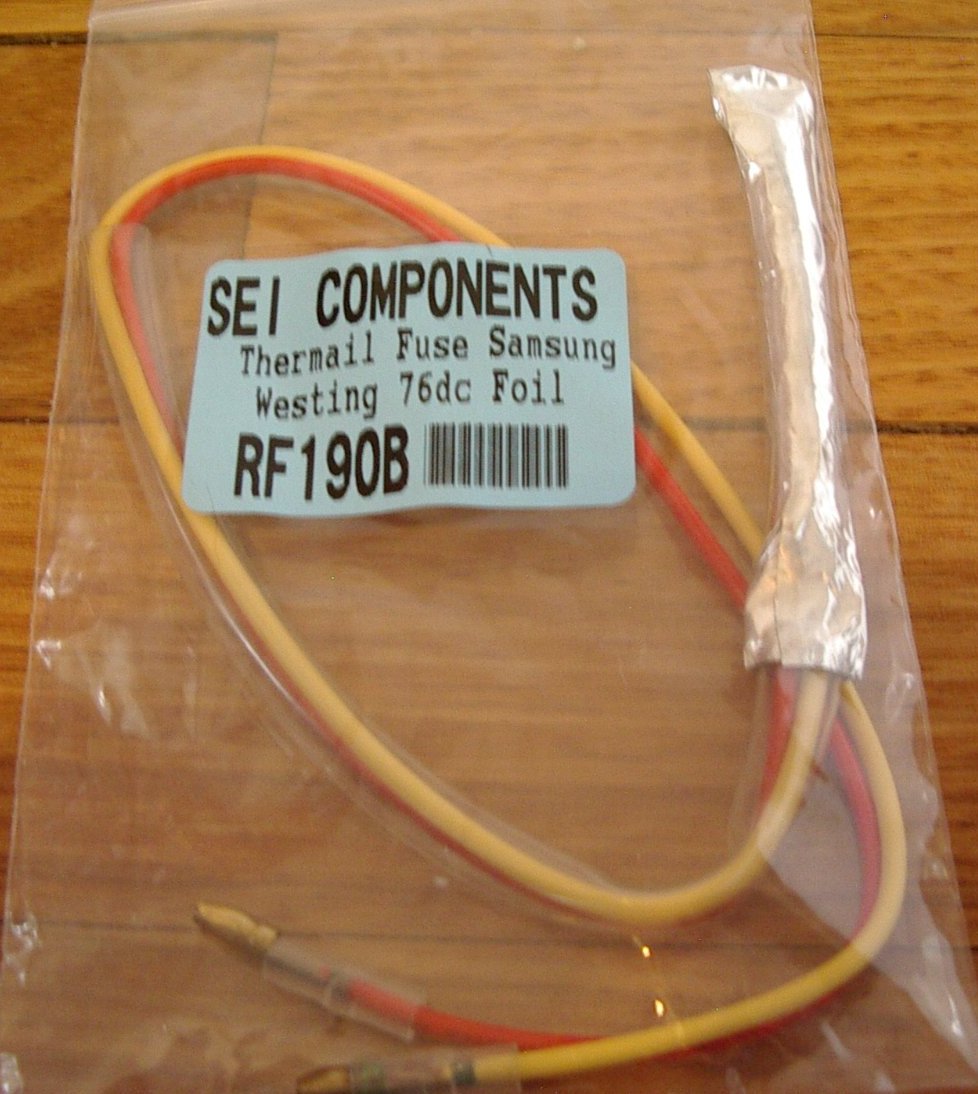 SEI COMPONENTS
Thermail Fuse Samsung
Westing 76dc Foil
RF190B